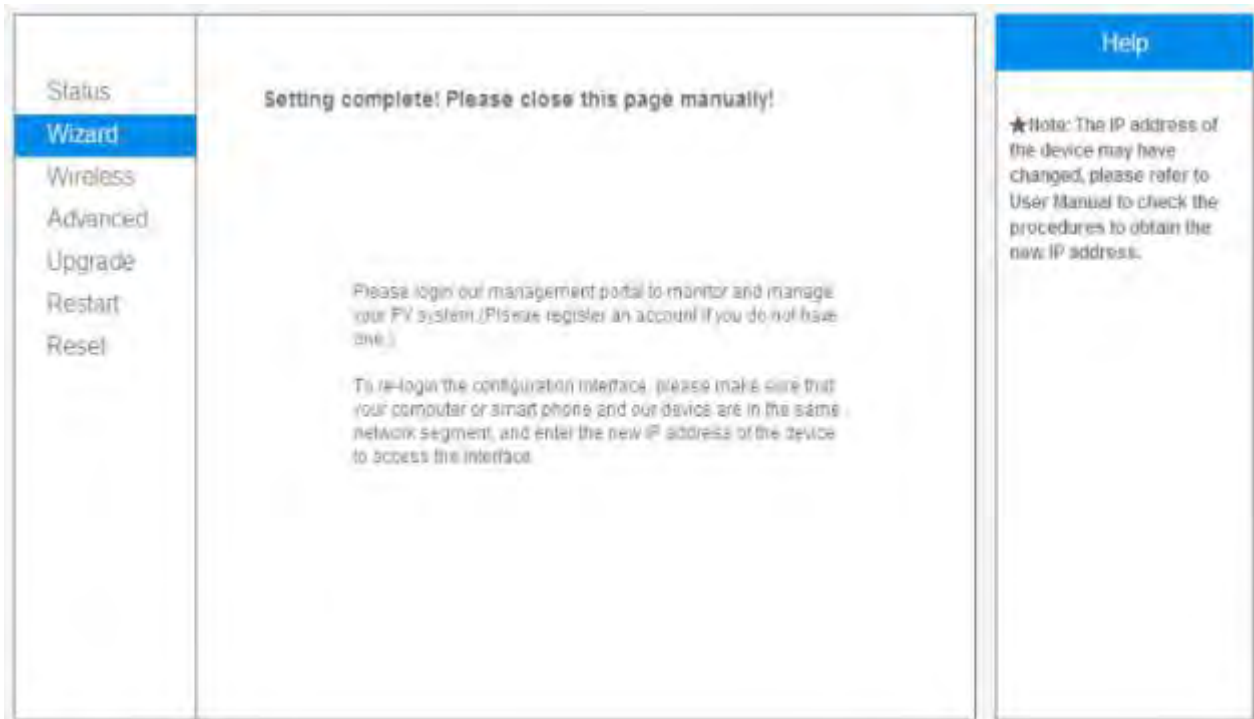 Status
Wizard
Wireless
Advanced
Upgrade
Restart
Reset
Setting complete! Please close this page manually!
Please login our management portal to monitor and manage
your PV system.(Please register an account if you do not have
one.)
To re-login the configuration interface, please make sure that
your computer or smart phone and our device are in the same
network segment, and enter the new IP address of the device
to access the interface.
Help
★Note: The IP address of
the device may have
changed, please refer to
User Manual to check the
procedures to obtain the
new IP address.